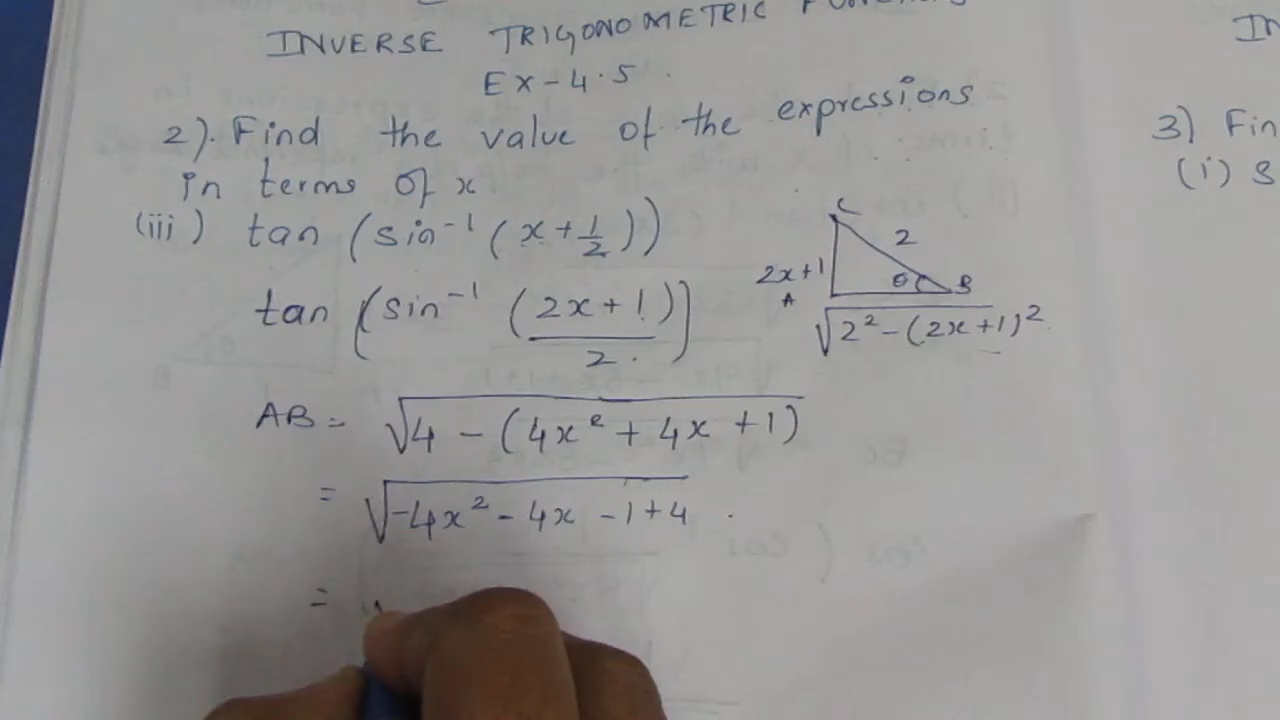 INVERSE TRIGONOMETRIC
Ex-4.5.
2). Find the value of the expressions
in terms of x
(iii) tan (sin⁻¹ (x + 1/2))
tan (sin⁻¹ ((2x+1)/2)]
C
2
2x+1
θ
A
B
√(2² - (2x+1)²)
AB = √(4 - (4x² + 4x + 1))
= √(-4x² - 4x - 1 + 4)
=
3) Fin
(i) s